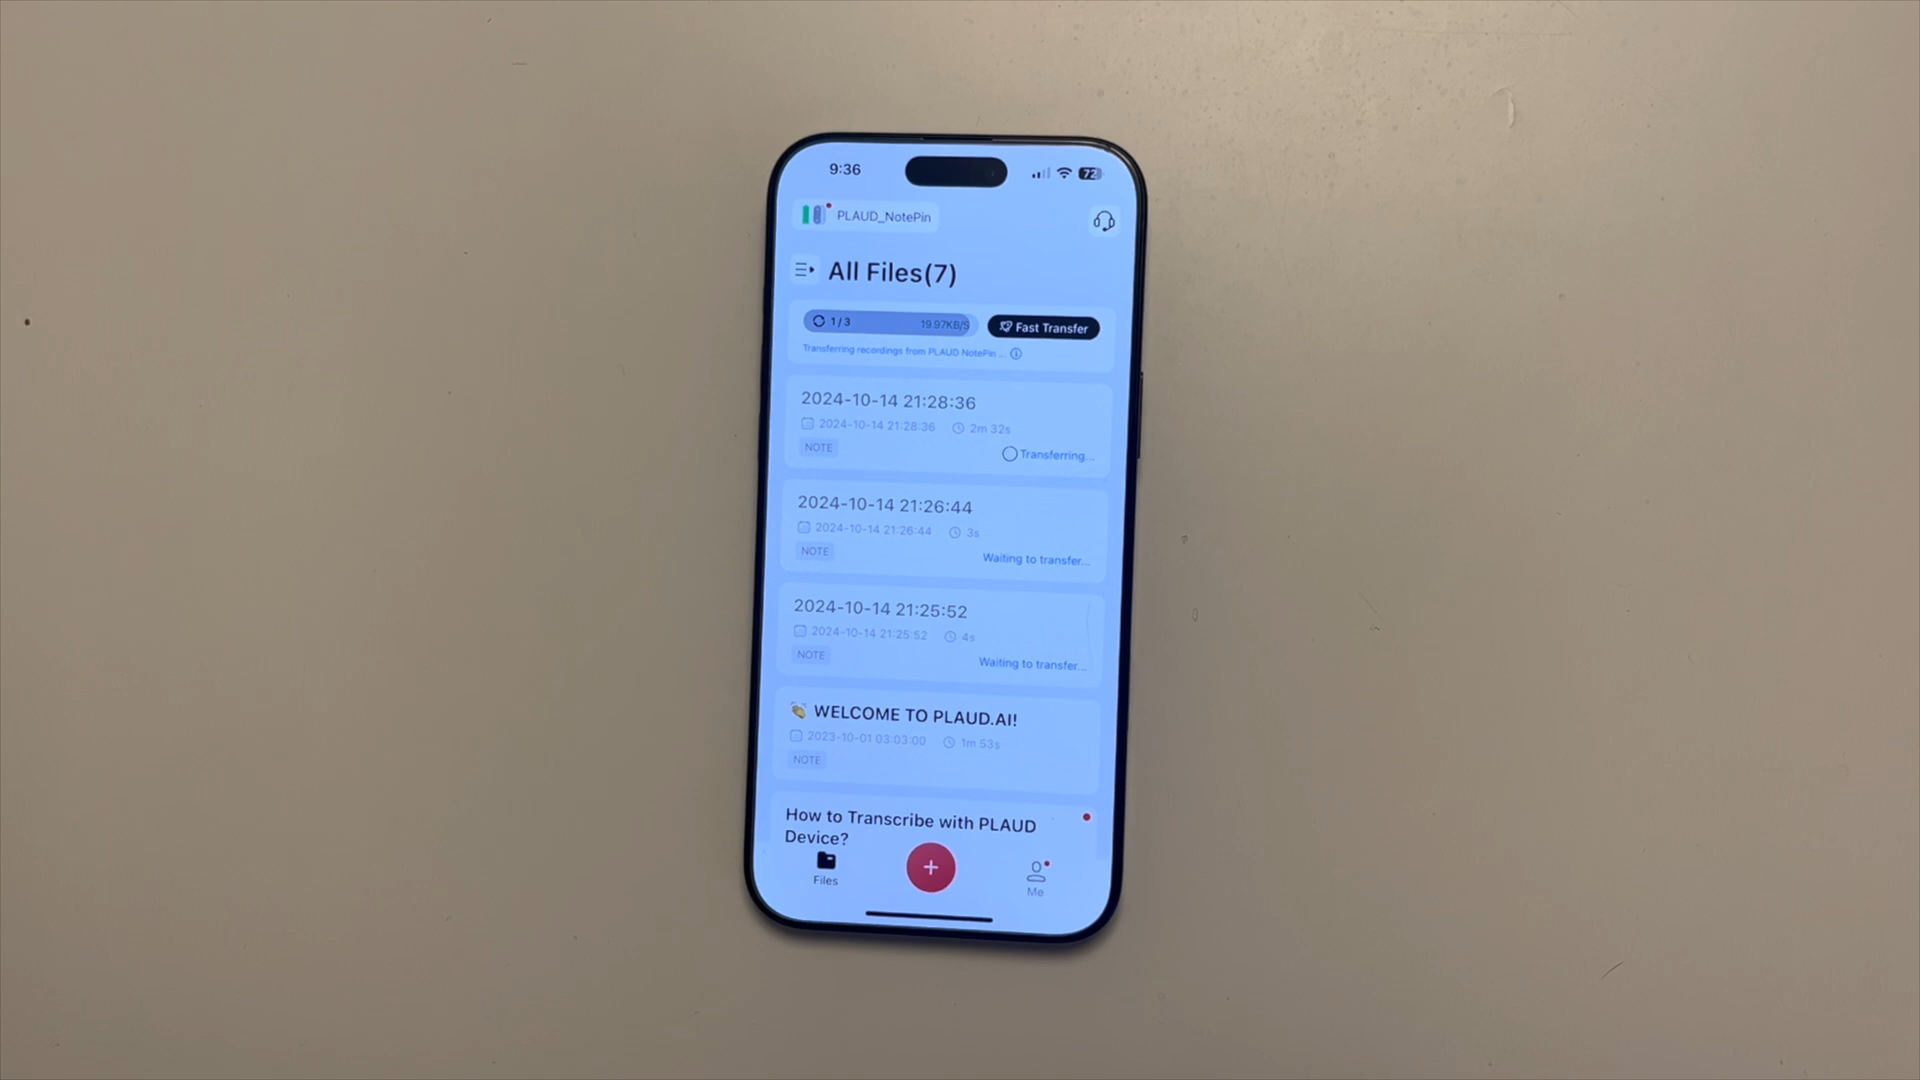 9:36
72
PLAUD_NotePin
All Files(7)
1/3
19.97KB/S
Fast Transfer
Transferring recordings from PLAUD NotePin ...
2024-10-14 21:28:36
2024-10-14 21:28:36
2m 32s
NOTE
Transferring...
2024-10-14 21:26:44
2024-10-14 21:26:44
3s
NOTE
Waiting to transfer...
2024-10-14 21:25:52
2024-10-14 21:25:52
4s
NOTE
Waiting to transfer...
👏 WELCOME TO PLAUD.AI!
2023-10-01 03:03:00
1m 53s
NOTE
How to Transcribe with PLAUD
Device?
Files
Me